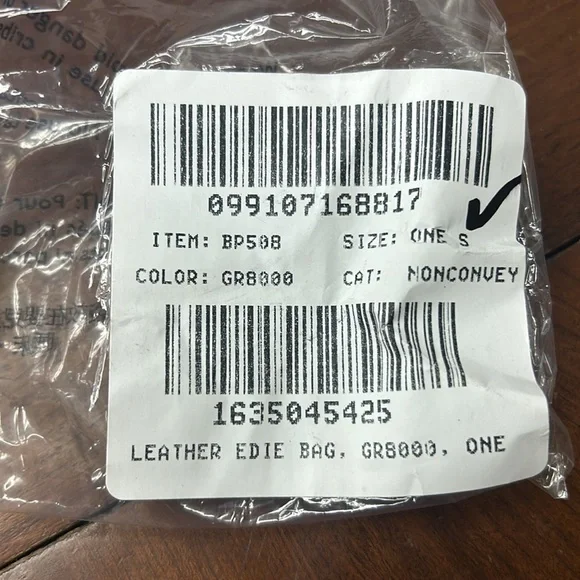 099107168817
ITEM: BP508 SIZE: ONE S
COLOR: GR8000 CAT: NONCONVEY
1635045425
LEATHER EDIE BAG, GR8000, ONE